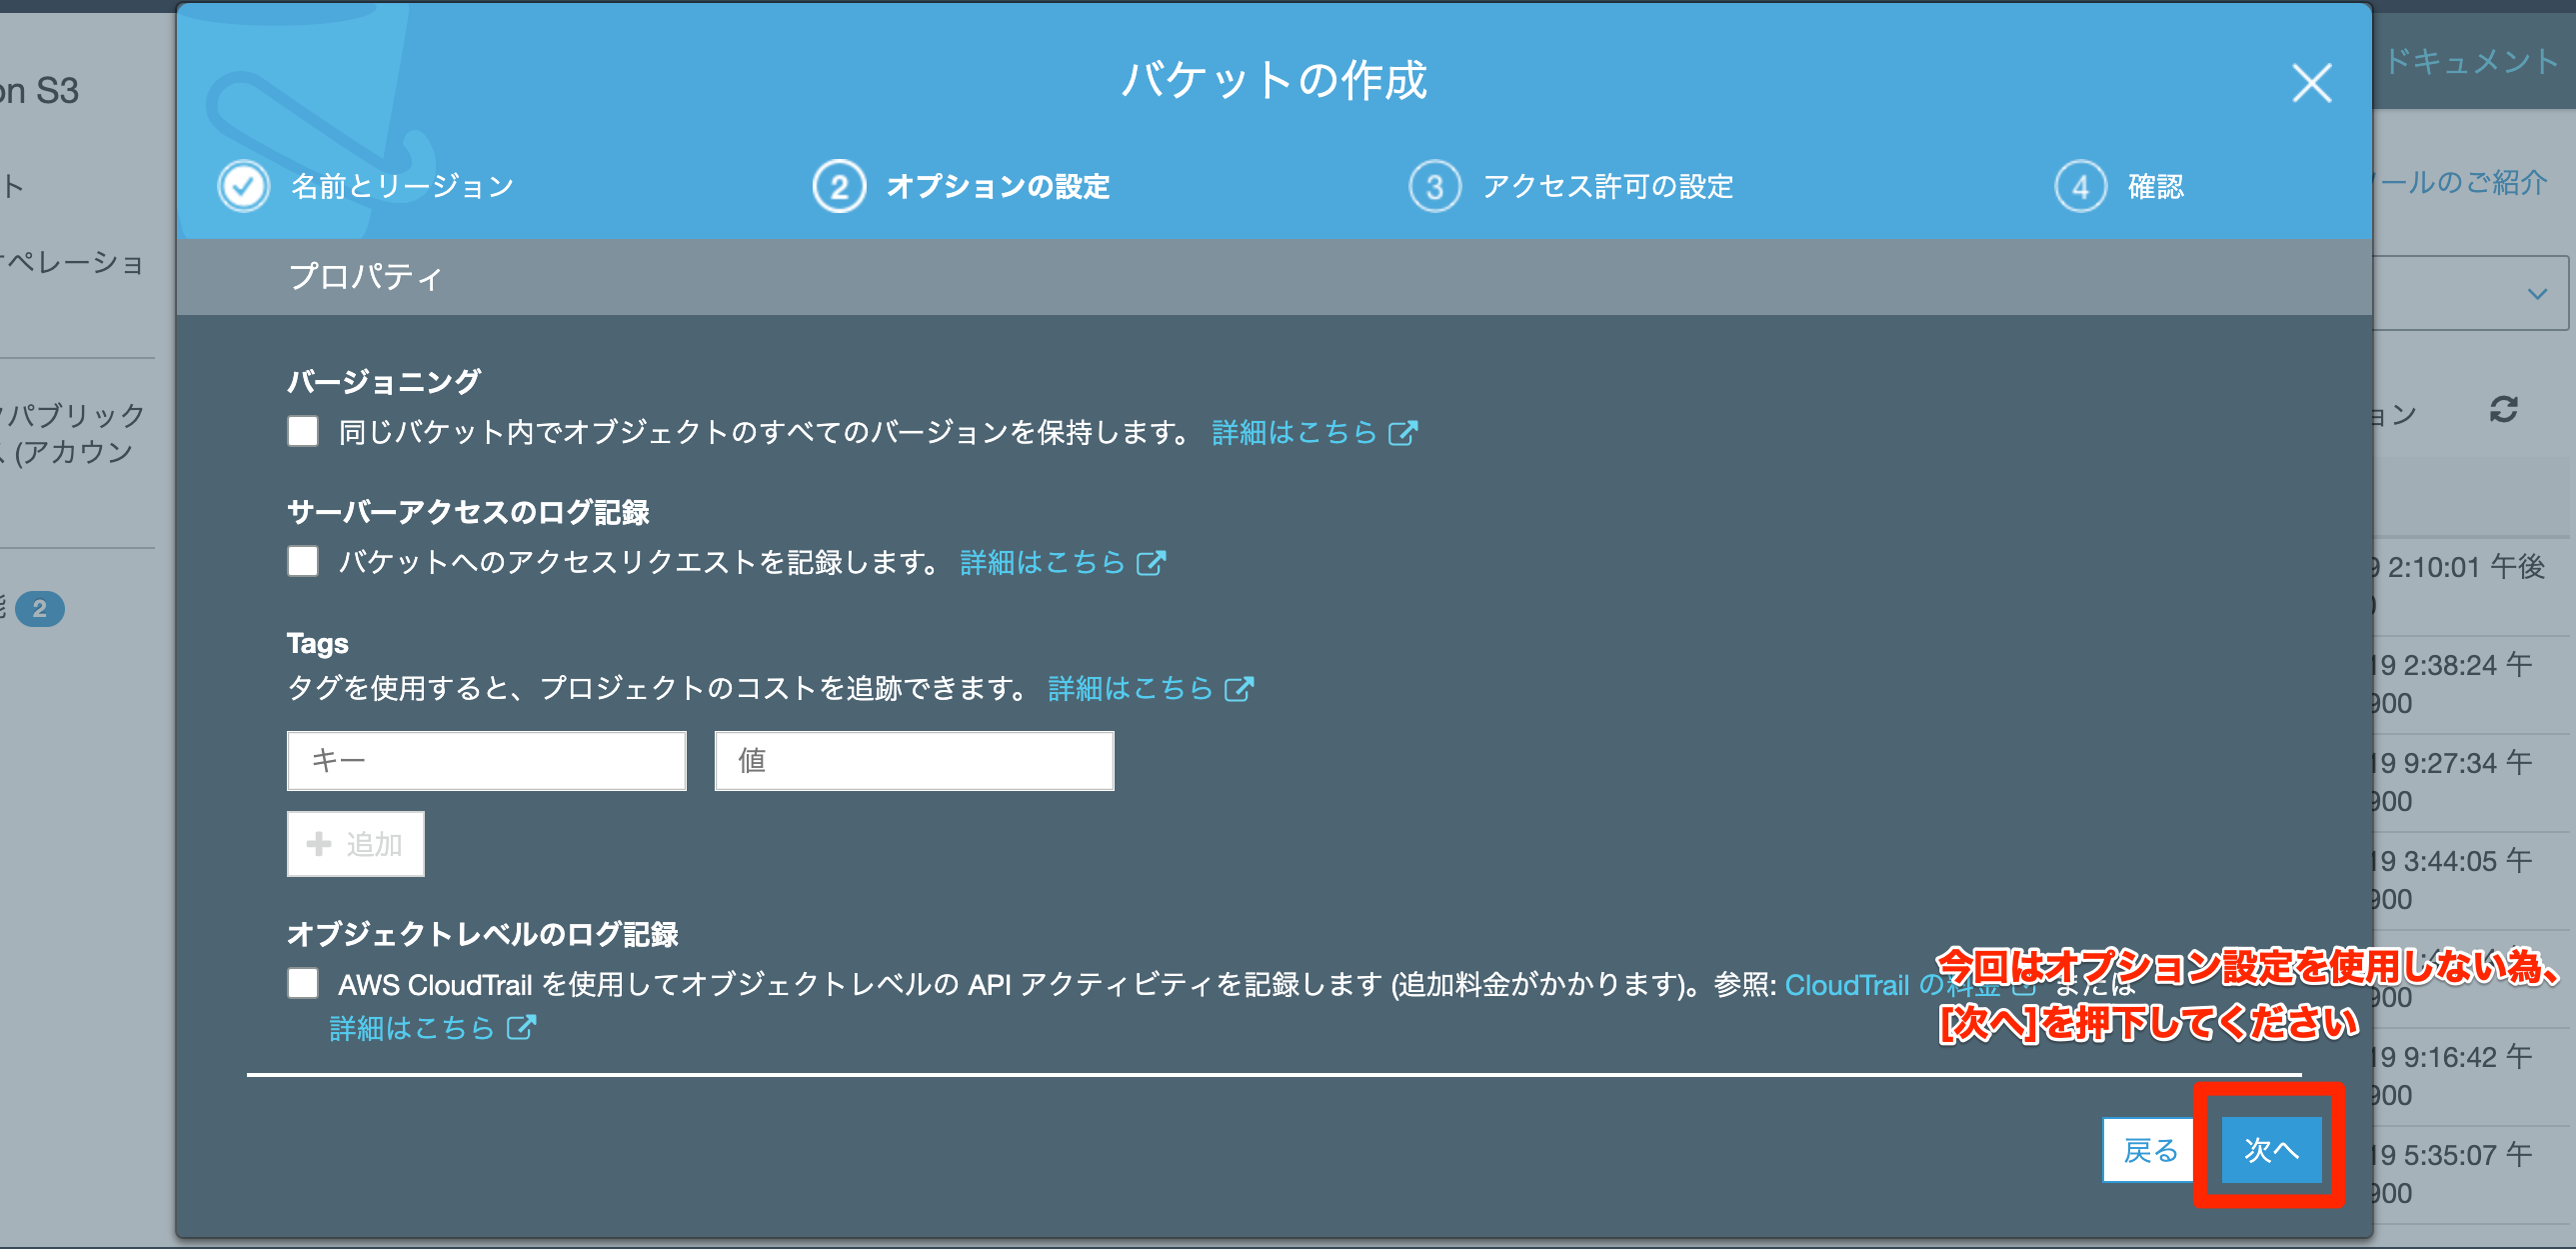 バケットの作成
ドキュメント
on S3
名前とリージョン
2 オプションの設定
3 アクセス許可の設定
4 確認
ールのご紹介
ト
ペレーショ
プロパティ
バージョニング
同じバケット内でオブジェクトのすべてのバージョンを保持します。 詳細はこちら
パブリック
(アカウン
ョン
サーバーアクセスのログ記録
バケットへのアクセスリクエストを記録します。 詳細はこちら
2
9 2:10:01 午後
Tags
タグを使用すると、プロジェクトのコストを追跡できます。 詳細はこちら
19 2:38:24 午
900
キー
値
19 9:27:34 午
900
追加
19 3:44:05 午
900
オブジェクトレベルのログ記録
AWS CloudTrail を使用してオブジェクトレベルの API アクティビティを記録します (追加料金がかかります)。参照: CloudTrail の料金 または
詳細はこちら
今回はオプション設定を使用しない為、
[次へ]を押下してください
900
19 9:16:42 午
900
戻る
次へ
19 5:35:07 午
900